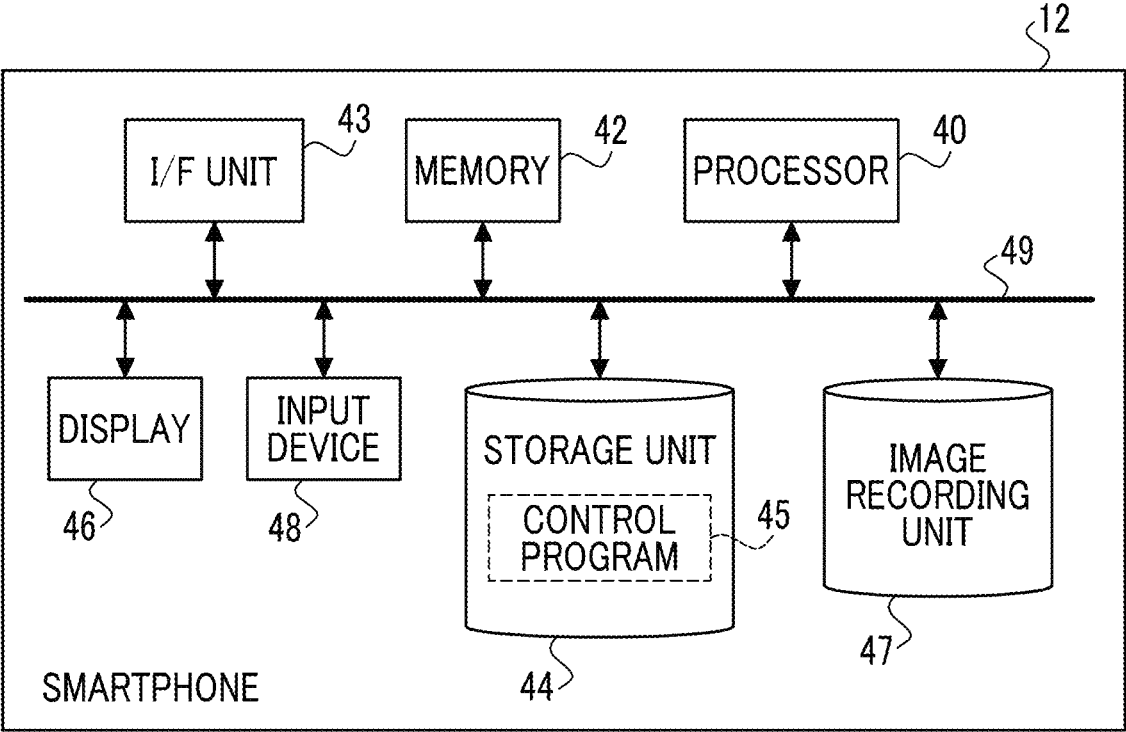 12
43
42
40
I/F UNIT
MEMORY
PROCESSOR
49
DISPLAY
INPUT
DEVICE
STORAGE UNIT
CONTROL
PROGRAM
45
IMAGE
RECORDING
UNIT
46
48
44
47
SMARTPHONE